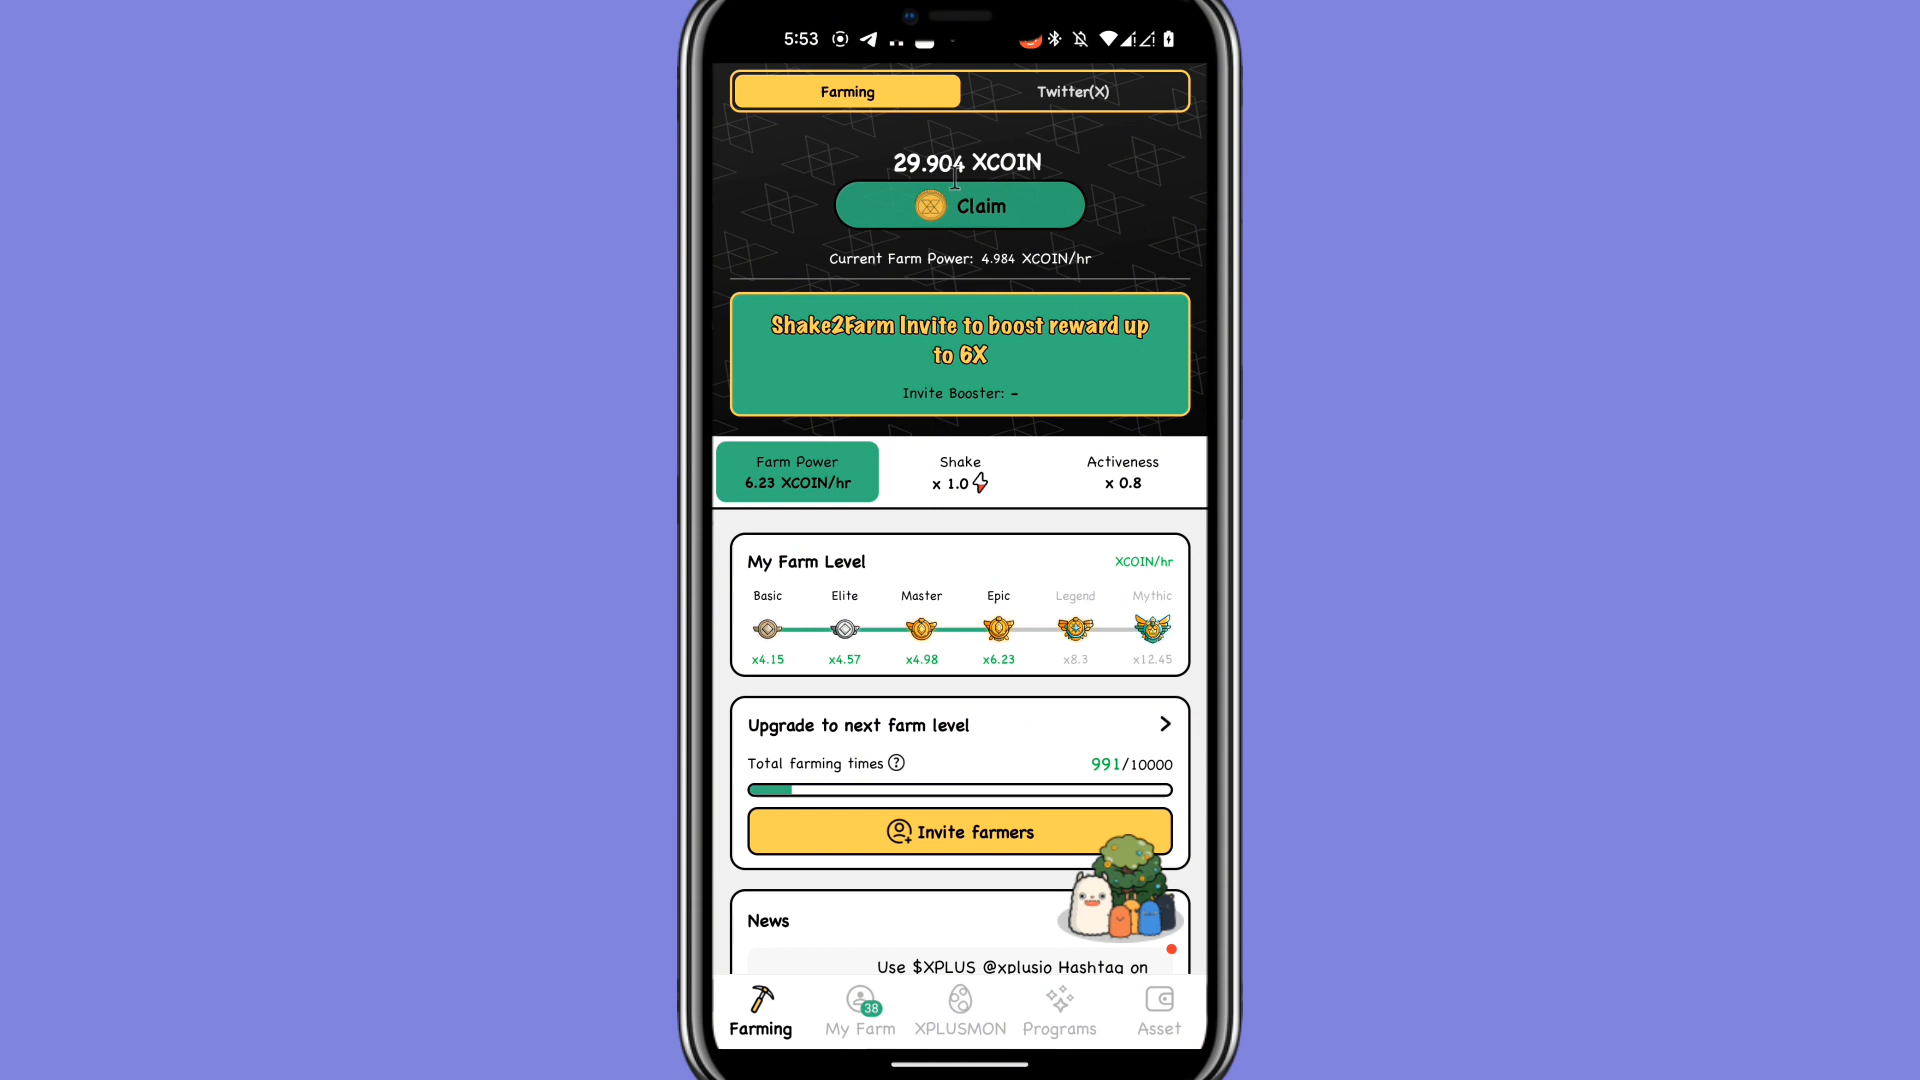 5:53
Farming
Twitter(X)
29.904 XCOIN
Claim
Current Farm Power: 4.984 XCOIN/hr
Shake2Farm Invite to boost reward up
to 6X
Invite Booster: -
Farm Power
6.23 XCOIN/hr
Shake
x 1.0
Activeness
x 0.8
My Farm Level
XCOIN/hr
Basic Elite Master Epic Legend Mythic
x4.15 x4.57 x4.98 x6.23 x8.3 x12.45
Upgrade to next farm level
Total farming times ?
991/10000
Invite farmers
News
Use $XPLUS @xplusio Hashtag on
38
Farming My Farm XPLUSMON Programs Asset